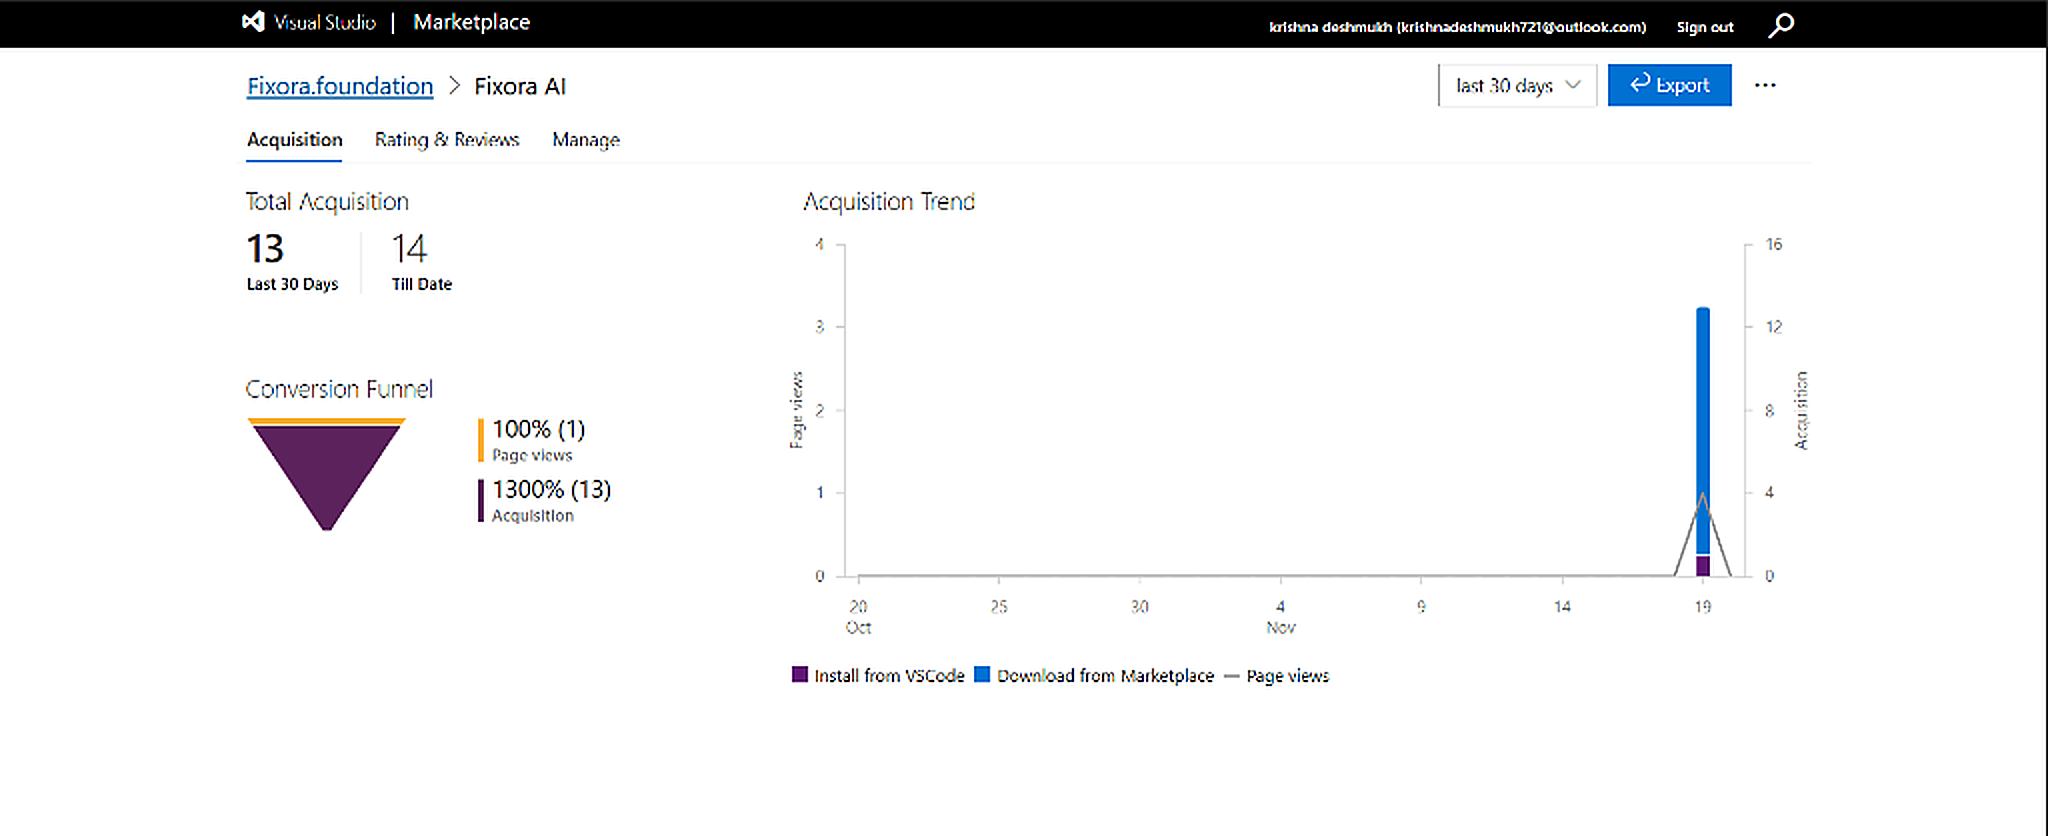 Visual Studio | Marketplace
krishna deshmukh (krishnadeshmukh721@outlook.com) Sign out
Fixora.foundation > Fixora AI
last 30 days Export ...
Acquisition Rating & Reviews Manage
Total Acquisition
13 14
Last 30 Days Till Date
Conversion Funnel
100% (1)
Page views
1300% (13)
Acquisition
Acquisition Trend
4 16
3 12
2 8
1 4
0 0
Page views
Acquisition
20 25 30 4 9 14 19
Oct Nov
Install from VSCode Download from Marketplace Page views